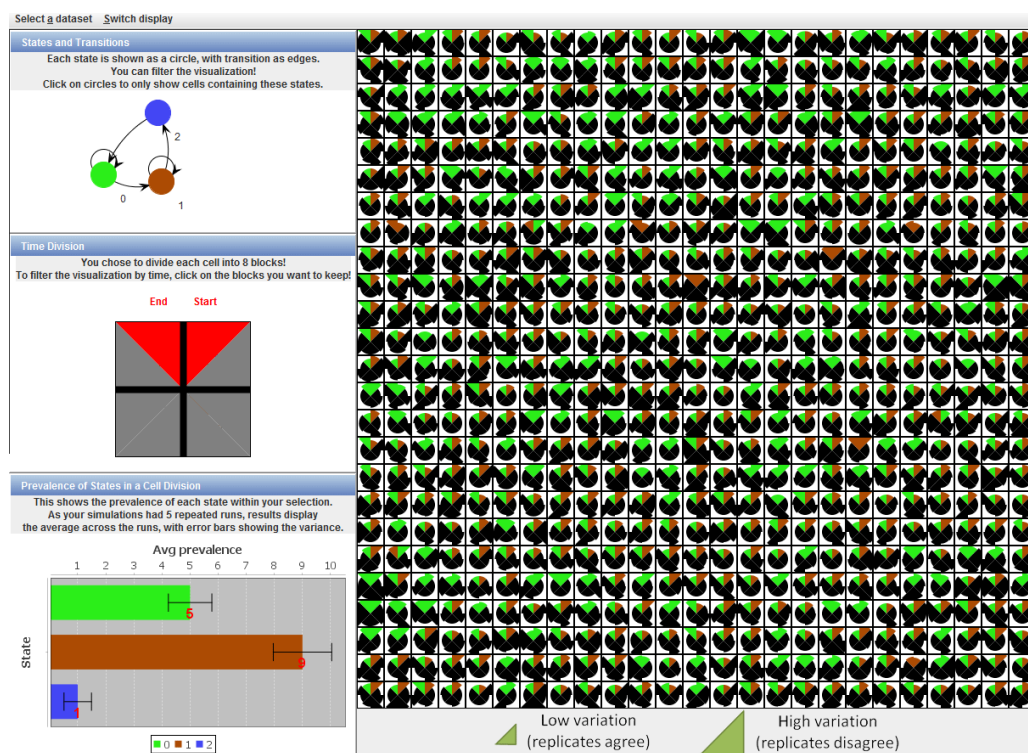 Select a dataset Switch display
States and Transitions
Each state is shown as a circle, with transition as edges.
You can filter the visualization!
Click on circles to only show cells containing these states.
2
0
1
Time Division
You chose to divide each cell into 8 blocks!
To filter the visualization by time, click on the blocks you want to keep!
End Start
Prevalence of States in a Cell Division
This shows the prevalence of each state within your selection.
As your simulations had 5 repeated runs, results display
the average across the runs, with error bars showing the variance.
Avg prevalence
1 2 3 4 5 6 7 8 9 10
5
State
9
1
0 1 2
Low variation
(replicates agree)
High variation
(replicates disagree)